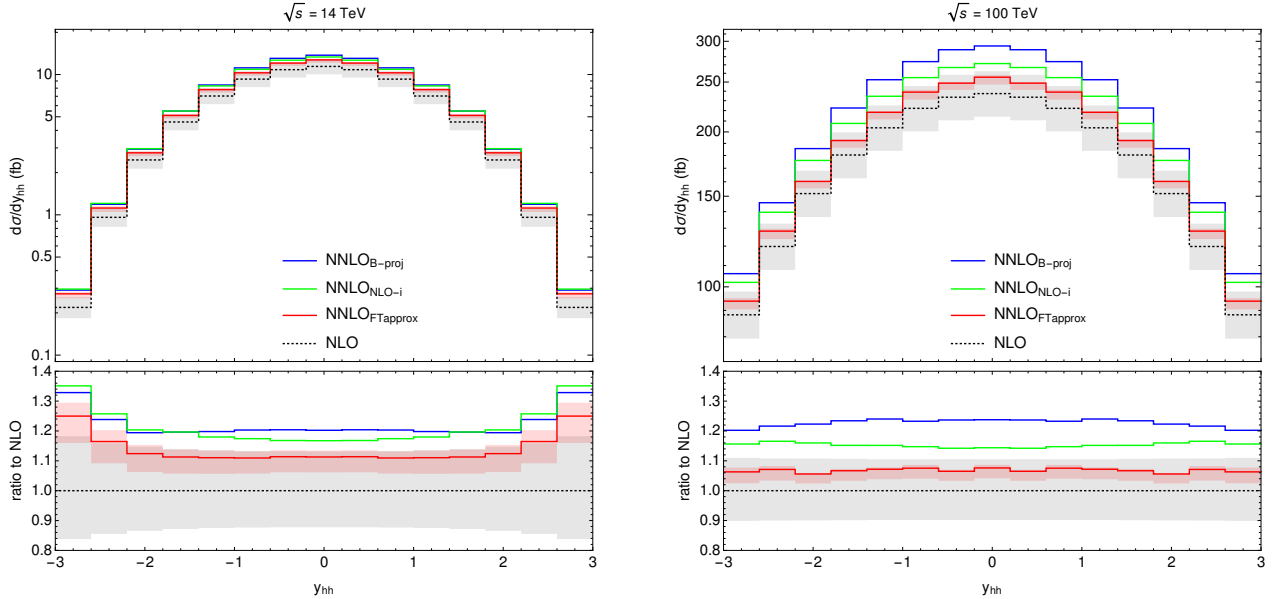 √s = 14 TeV
10
5
1
0.5
0.1
dσ/dy_hh (fb)
NNLO_B-proj
NNLO_NLO-i
NNLO_FTapprox
NLO
1.4
1.3
1.2
1.1
1.0
0.9
0.8
ratio to NLO
-3 -2 -1 0 1 2 3
y_hh
√s = 100 TeV
300
250
200
150
100
dσ/dy_hh (fb)
NNLO_B-proj
NNLO_NLO-i
NNLO_FTapprox
NLO
1.4
1.3
1.2
1.1
1.0
0.9
0.8
ratio to NLO
-3 -2 -1 0 1 2 3
y_hh